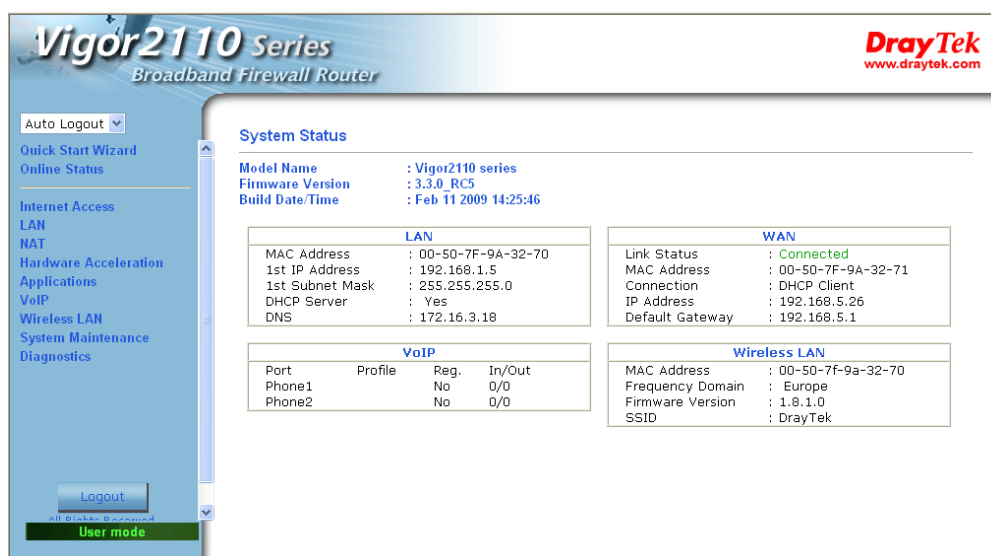 Vigor2110 Series
Broadband Firewall Router
DrayTek
www.draytek.com
Auto Logout
Quick Start Wizard
Online Status
Internet Access
LAN
NAT
Hardware Acceleration
Applications
VoIP
Wireless LAN
System Maintenance
Diagnostics
Logout
All Rights Reserved
User mode
System Status
Model Name : Vigor2110 series
Firmware Version : 3.3.0_RC5
Build Date/Time : Feb 11 2009 14:25:46
LAN
MAC Address : 00-50-7F-9A-32-70
1st IP Address : 192.168.1.5
1st Subnet Mask : 255.255.255.0
DHCP Server : Yes
DNS : 172.16.3.18
WAN
Link Status : Connected
MAC Address : 00-50-7F-9A-32-71
Connection : DHCP Client
IP Address : 192.168.5.26
Default Gateway : 192.168.5.1
VoIP
Port Profile Reg. In/Out
Phone1 No 0/0
Phone2 No 0/0
Wireless LAN
MAC Address : 00-50-7f-9a-32-70
Frequency Domain : Europe
Firmware Version : 1.8.1.0
SSID : DrayTek